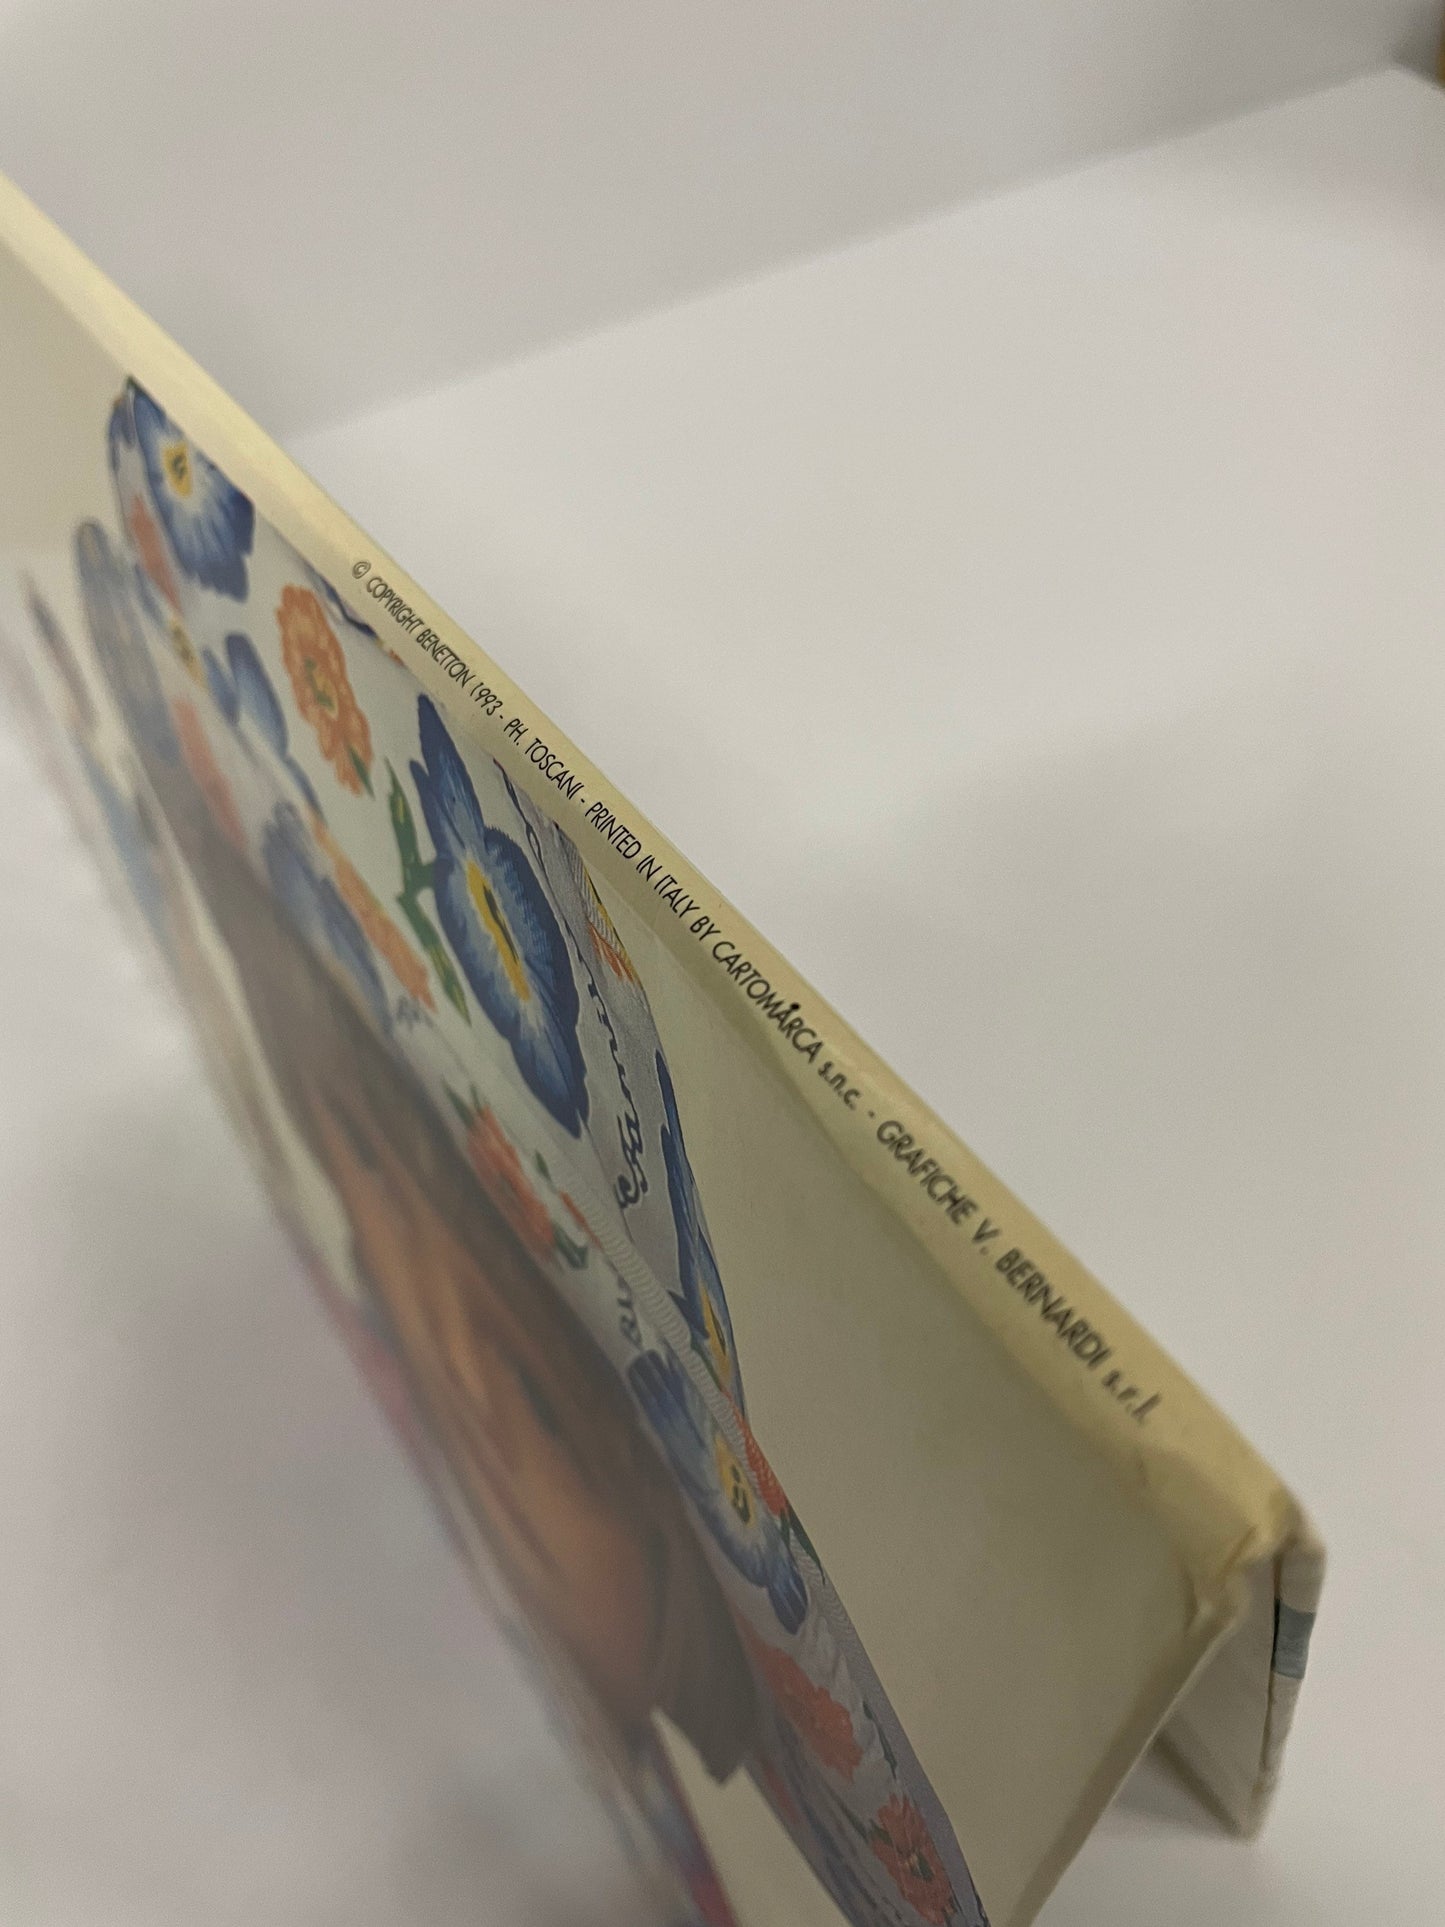 © COPYRIGHT BENETTON 1993 - PH. TOSCANI - PRINTED IN ITALY BY CARTOMARCA s.n.c. - GRAFICHE V. BERNARDI s.r.l.